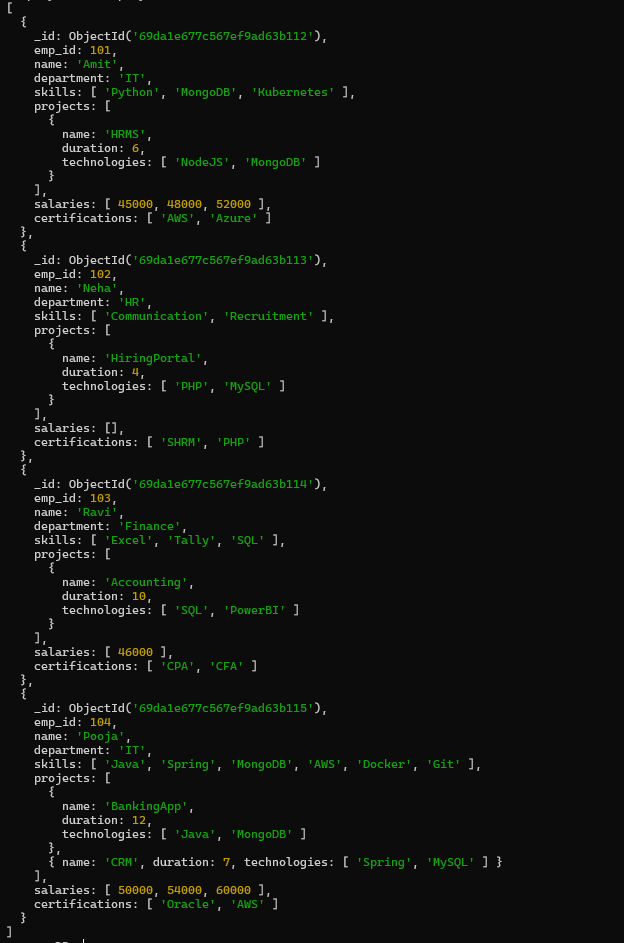 [
  {
    _id: ObjectId('69da1e677c567ef9ad63b112'),
    emp_id: 101,
    name: 'Amit',
    department: 'IT',
    skills: [ 'Python', 'MongoDB', 'Kubernetes' ],
    projects: [
      {
        name: 'HRMS',
        duration: 6,
        technologies: [ 'NodeJS', 'MongoDB' ]
      }
    ],
    salaries: [ 45000, 48000, 52000 ],
    certifications: [ 'AWS', 'Azure' ]
  },
  {
    _id: ObjectId('69da1e677c567ef9ad63b113'),
    emp_id: 102,
    name: 'Neha',
    department: 'HR',
    skills: [ 'Communication', 'Recruitment' ],
    projects: [
      {
        name: 'HiringPortal',
        duration: 4,
        technologies: [ 'PHP', 'MySQL' ]
      }
    ],
    salaries: [],
    certifications: [ 'SHRM', 'PHP' ]
  },
  {
    _id: ObjectId('69da1e677c567ef9ad63b114'),
    emp_id: 103,
    name: 'Ravi',
    department: 'Finance',
    skills: [ 'Excel', 'Tally', 'SQL' ],
    projects: [
      {
        name: 'Accounting',
        duration: 10,
        technologies: [ 'SQL', 'PowerBI' ]
      }
    ],
    salaries: [ 46000 ],
    certifications: [ 'CPA', 'CFA' ]
  },
  {
    _id: ObjectId('69da1e677c567ef9ad63b115'),
    emp_id: 104,
    name: 'Pooja',
    department: 'IT',
    skills: [ 'Java', 'Spring', 'MongoDB', 'AWS', 'Docker', 'Git' ],
    projects: [
      {
        name: 'BankingApp',
        duration: 12,
        technologies: [ 'Java', 'MongoDB' ]
      },
      { name: 'CRM', duration: 7, technologies: [ 'Spring', 'MySQL' ] }
    ],
    salaries: [ 50000, 54000, 60000 ],
    certifications: [ 'Oracle', 'AWS' ]
  }
]